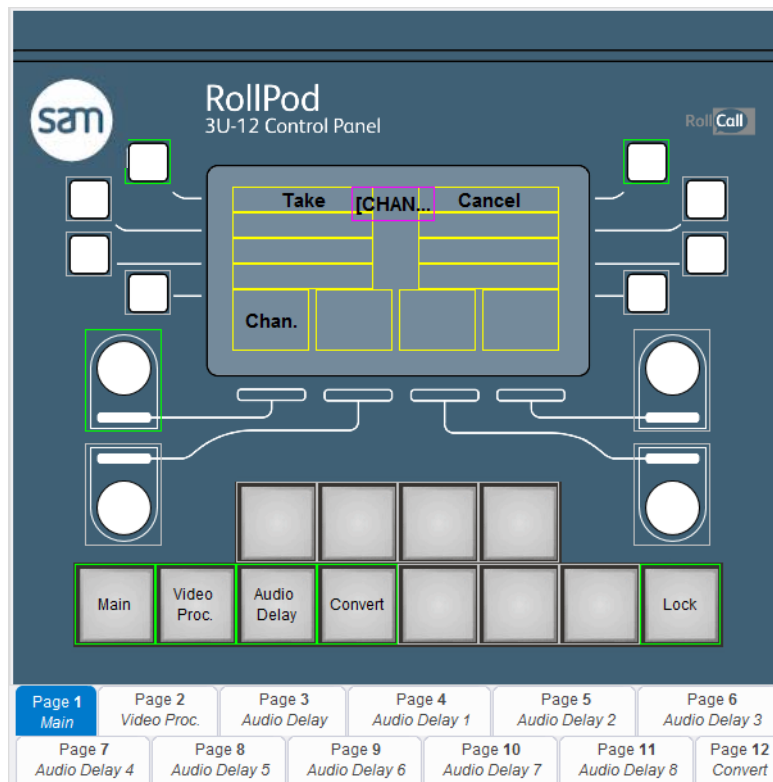 sam
RollPod
3U-12 Control Panel
RollCall
Take
[CHAN...
Cancel
Chan.
Main
Video
Proc.
Audio
Delay
Convert
Lock
Page 1
Main
Page 2
Video Proc.
Page 3
Audio Delay
Page 4
Audio Delay 1
Page 5
Audio Delay 2
Page 6
Audio Delay 3
Page 7
Audio Delay 4
Page 8
Audio Delay 5
Page 9
Audio Delay 6
Page 10
Audio Delay 7
Page 11
Audio Delay 8
Page 12
Convert